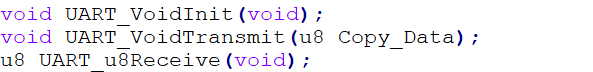 void UART_VoidInit(void);
void UART_VoidTransmit(u8 Copy_Data);
u8 UART_u8Receive(void);